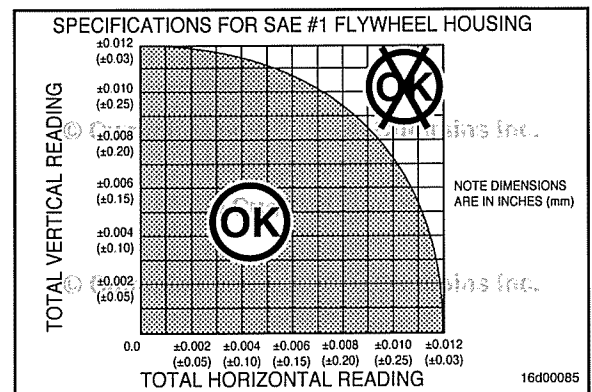 SPECIFICATIONS FOR SAE #1 FLYWHEEL HOUSING
TOTAL VERTICAL READING
±0.012
(±0.03)
±0.010
(±0.25)
±0.008
(±0.20)
±0.006
(±0.15)
±0.004
(±0.10)
±0.002
(±0.05)
OK
OK
NOTE DIMENSIONS
ARE IN INCHES (mm)
0.0 ±0.002 ±0.004 ±0.006 ±0.008 ±0.010 ±0.012
(±0.05) (±0.10) (±0.15) (±0.20) (±0.25) (±0.03)
TOTAL HORIZONTAL READING
16d00085